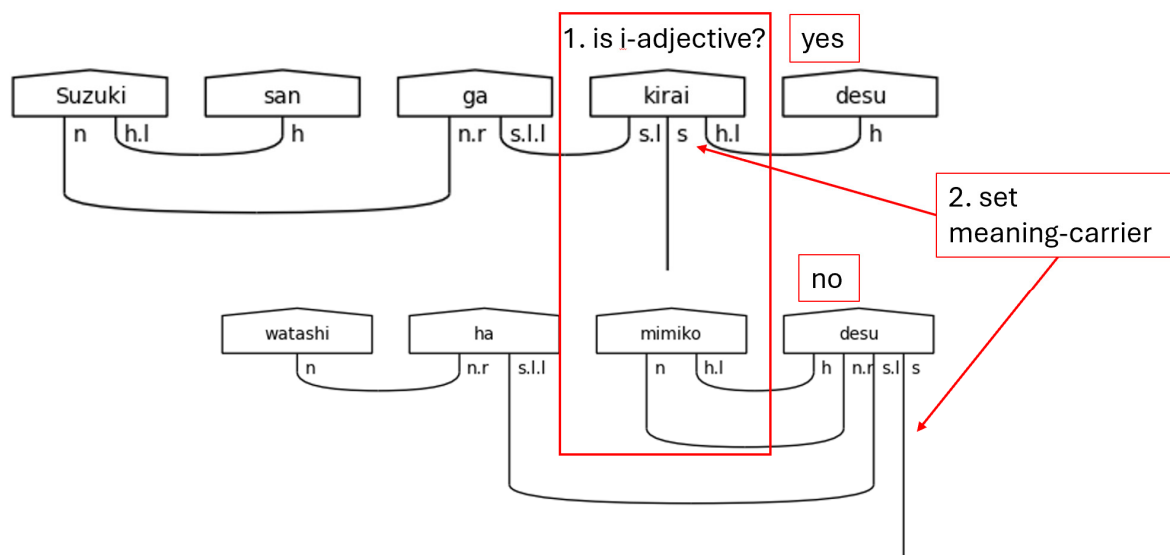 1. is i-adjective? yes
Suzuki san ga kirai desu
n h.l h n.r s.l.l s.l s h.l h
2. set
meaning-carrier
no
watashi ha mimiko desu
n n.r s.l.l n h.l h n.r s.l s